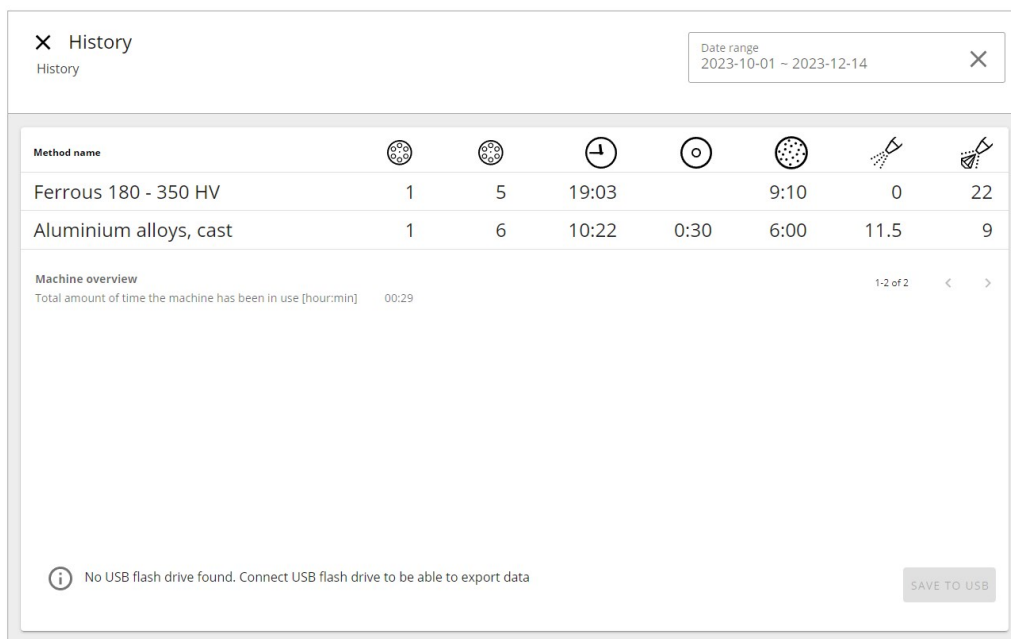 History
History
Date range
2023-10-01 ~ 2023-12-14
Method name
Ferrous 180 - 350 HV 1 5 19:03 9:10 0 22
Aluminium alloys, cast 1 6 10:22 0:30 6:00 11.5 9
Machine overview
Total amount of time the machine has been in use [hour:min] 00:29
1-2 of 2
No USB flash drive found. Connect USB flash drive to be able to export data
SAVE TO USB